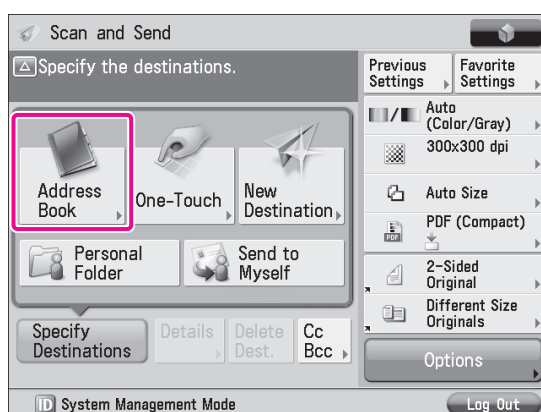 Scan and Send
Specify the destinations.
Previous Settings
Favorite Settings
Auto
(Color/Gray)
300x300 dpi
Address
Book
One-Touch
New
Destination
Auto Size
PDF
PDF (Compact)
Personal
Folder
Send to
Myself
2-Sided
Original
Different Size
Originals
Specify
Destinations
Details
Delete
Dest.
Cc
Bcc
Options
ID System Management Mode
Log Out